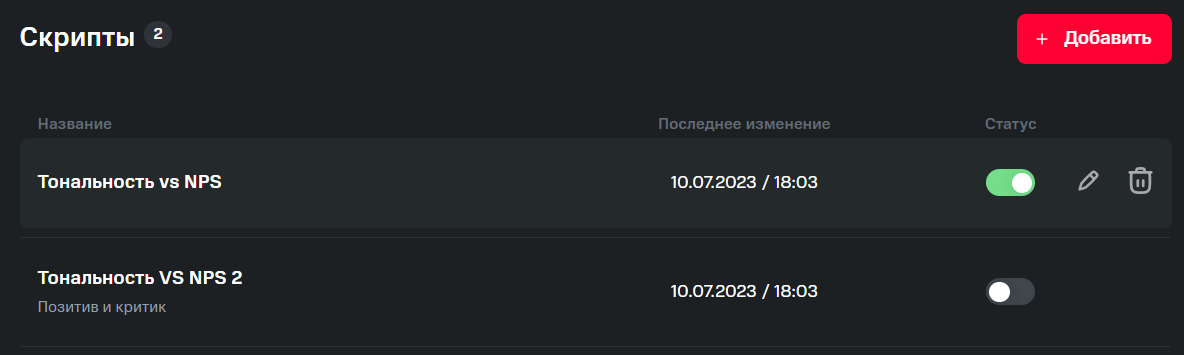 Скрипты 2
+ Добавить
Название Последнее изменение Статус
Тональность vs NPS 10.07.2023 / 18:03
Тональность VS NPS 2
Позитив и критик 10.07.2023 / 18:03